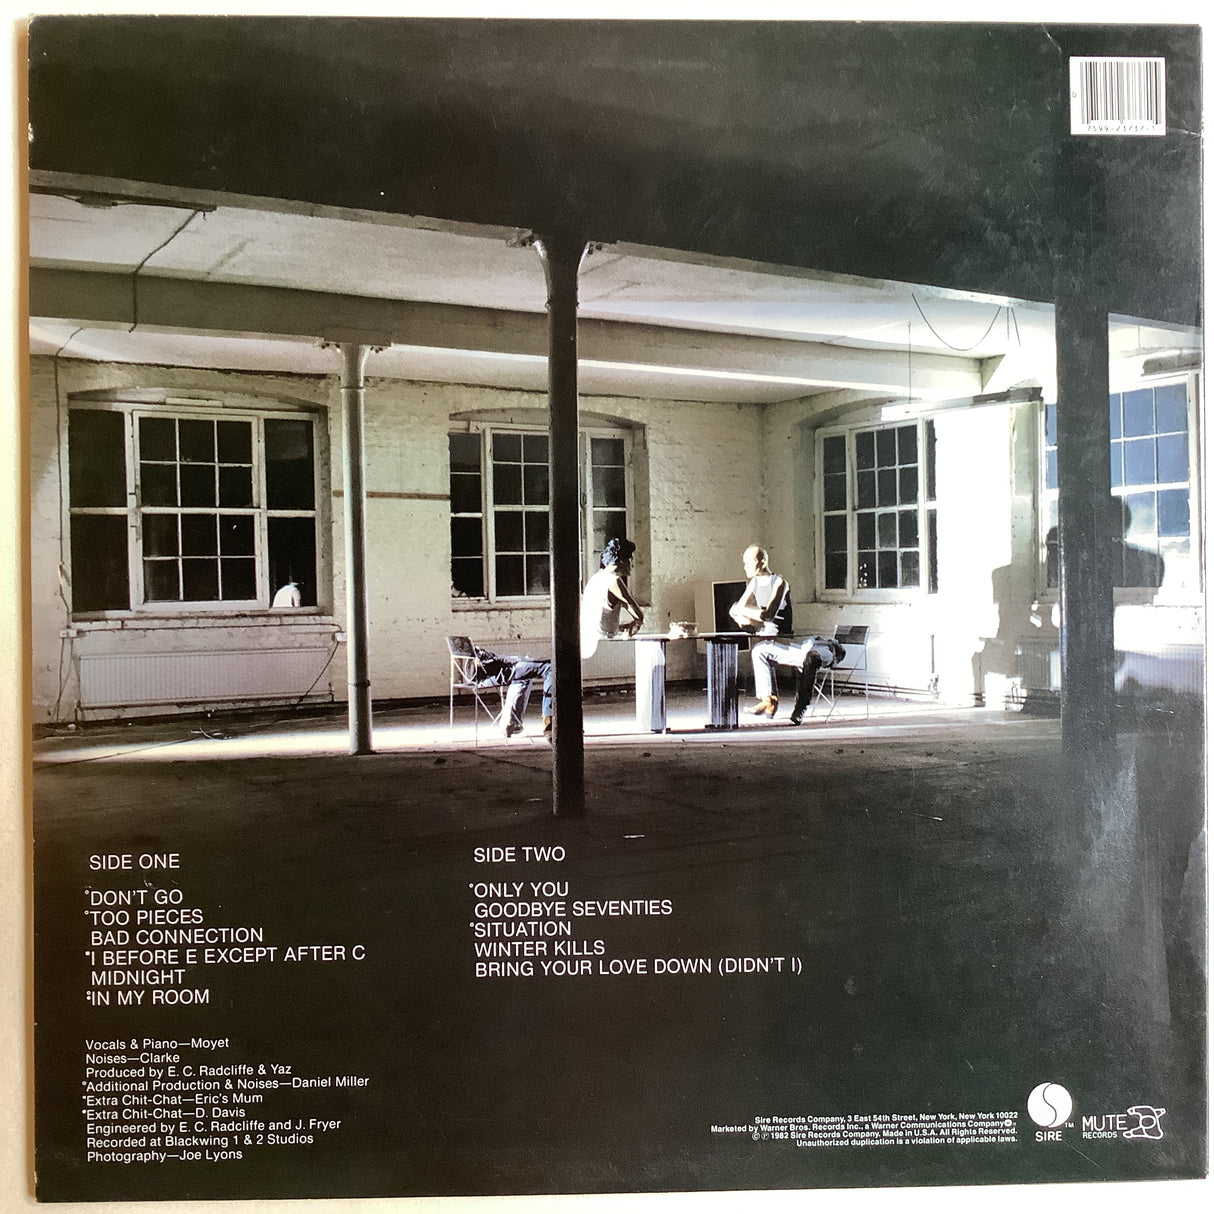 7599-23737-1
SIDE ONE
°DON'T GO
°TOO PIECES
BAD CONNECTION
*I BEFORE E EXCEPT AFTER C
MIDNIGHT
IN MY ROOM
SIDE TWO
°ONLY YOU
GOODBYE SEVENTIES
°SITUATION
WINTER KILLS
BRING YOUR LOVE DOWN (DIDN'T I)
Vocals & Piano—Moyet
Noises—Clarke
Produced by E. C. Radcliffe & Yaz
°Additional Production & Noises—Daniel Miller
*Extra Chit-Chat—Eric's Mum
Extra Chit-Chat—D. Davis
Engineered by E. C. Radcliffe and J. Fryer
Recorded at Blackwing 1 & 2 Studios
Photography—Joe Lyons
Sire Records Company, 3 East 54th Street, New York, New York 10022
Marketed by Warner Bros. Records Inc., a Warner Communications Company
© ℗ 1982 Sire Records Company. Made in U.S.A. All Rights Reserved.
Unauthorized duplication is a violation of applicable laws.
SIRE
TM
MUTE
RECORDS